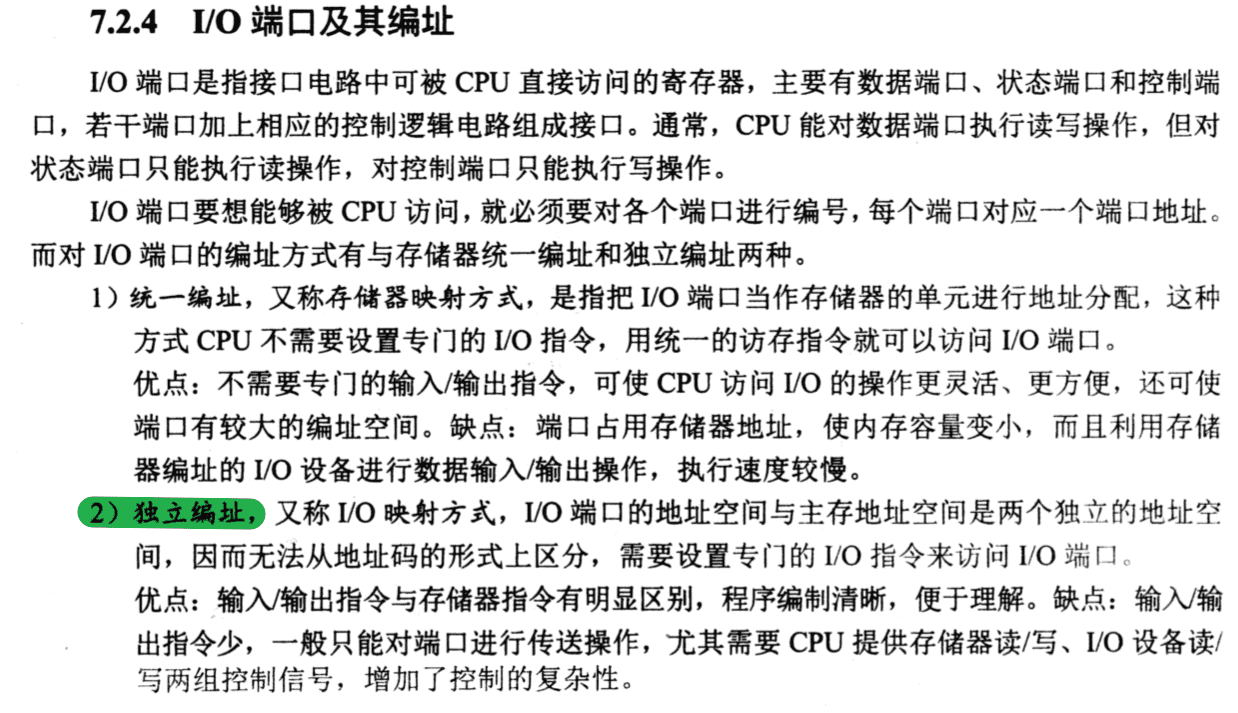 7.2.4 I/O 端口及其编址
I/O 端口是指接口电路中可被 CPU 直接访问的寄存器，主要有数据端口、状态端口和控制端
口，若干端口加上相应的控制逻辑电路组成接口。通常，CPU 能对数据端口执行读写操作，但对
状态端口只能执行读操作，对控制端口只能执行写操作。
I/O 端口要想能够被 CPU 访问，就必须要对各个端口进行编号，每个端口对应一个端口地址。
而对 I/O 端口的编址方式有与存储器统一编址和独立编址两种。
1）统一编址，又称存储器映射方式，是指把 I/O 端口当作存储器的单元进行地址分配，这种
方式 CPU 不需要设置专门的 I/O 指令，用统一的访存指令就可以访问 I/O 端口。
优点：不需要专门的输入/输出指令，可使 CPU 访问 I/O 的操作更灵活、更方便，还可使
端口有较大的编址空间。缺点：端口占用存储器地址，使内存容量变小，而且利用存储
器编址的 I/O 设备进行数据输入/输出操作，执行速度较慢。
2）独立编址，又称 I/O 映射方式，I/O 端口的地址空间与主存地址空间是两个独立的地址空
间，因而无法从地址码的形式上区分，需要设置专门的 I/O 指令来访问 I/O 端口。
优点：输入/输出指令与存储器指令有明显区别，程序编制清晰，便于理解。缺点：输入/输
出指令少，一般只能对端口进行传送操作，尤其需要 CPU 提供存储器读/写、I/O 设备读/
写两组控制信号，增加了控制的复杂性。